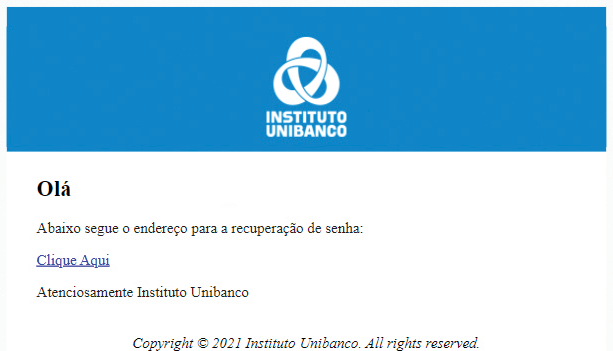 INSTITUTO
UNIBANCO
Olá
Abaixo segue o endereço para a recuperação de senha:
Clique Aqui
Atenciosamente Instituto Unibanco
Copyright © 2021 Instituto Unibanco. All rights reserved.